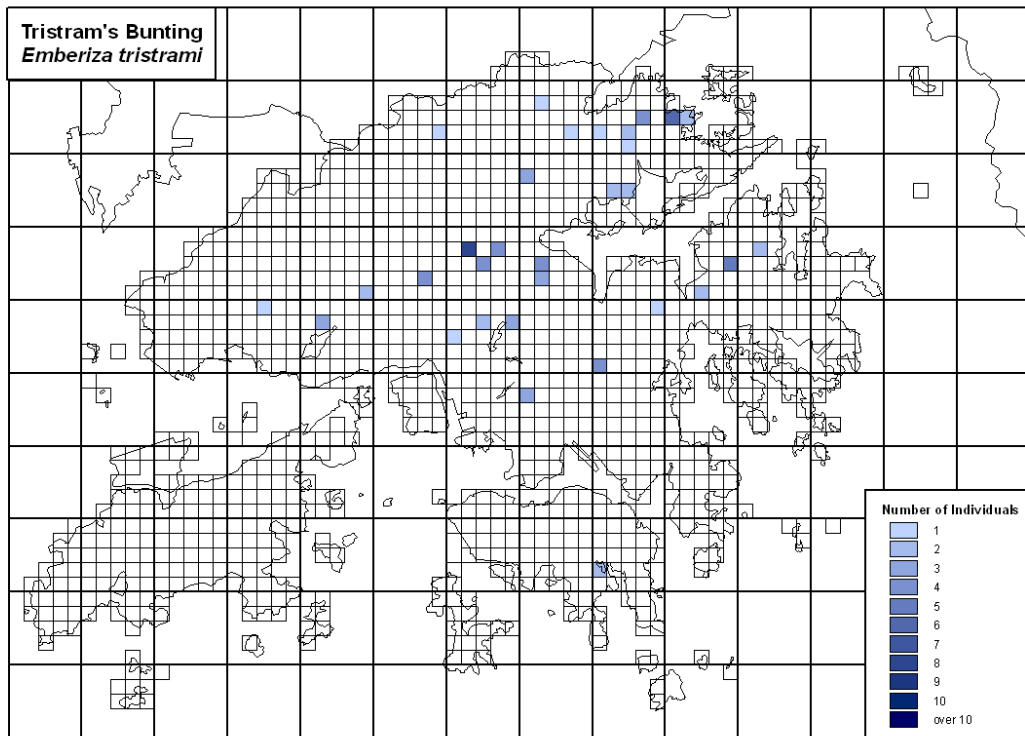 Tristram's Bunting
Emberiza tristrami
Number of Individuals
1
2
3
4
5
6
7
8
9
10
over 10